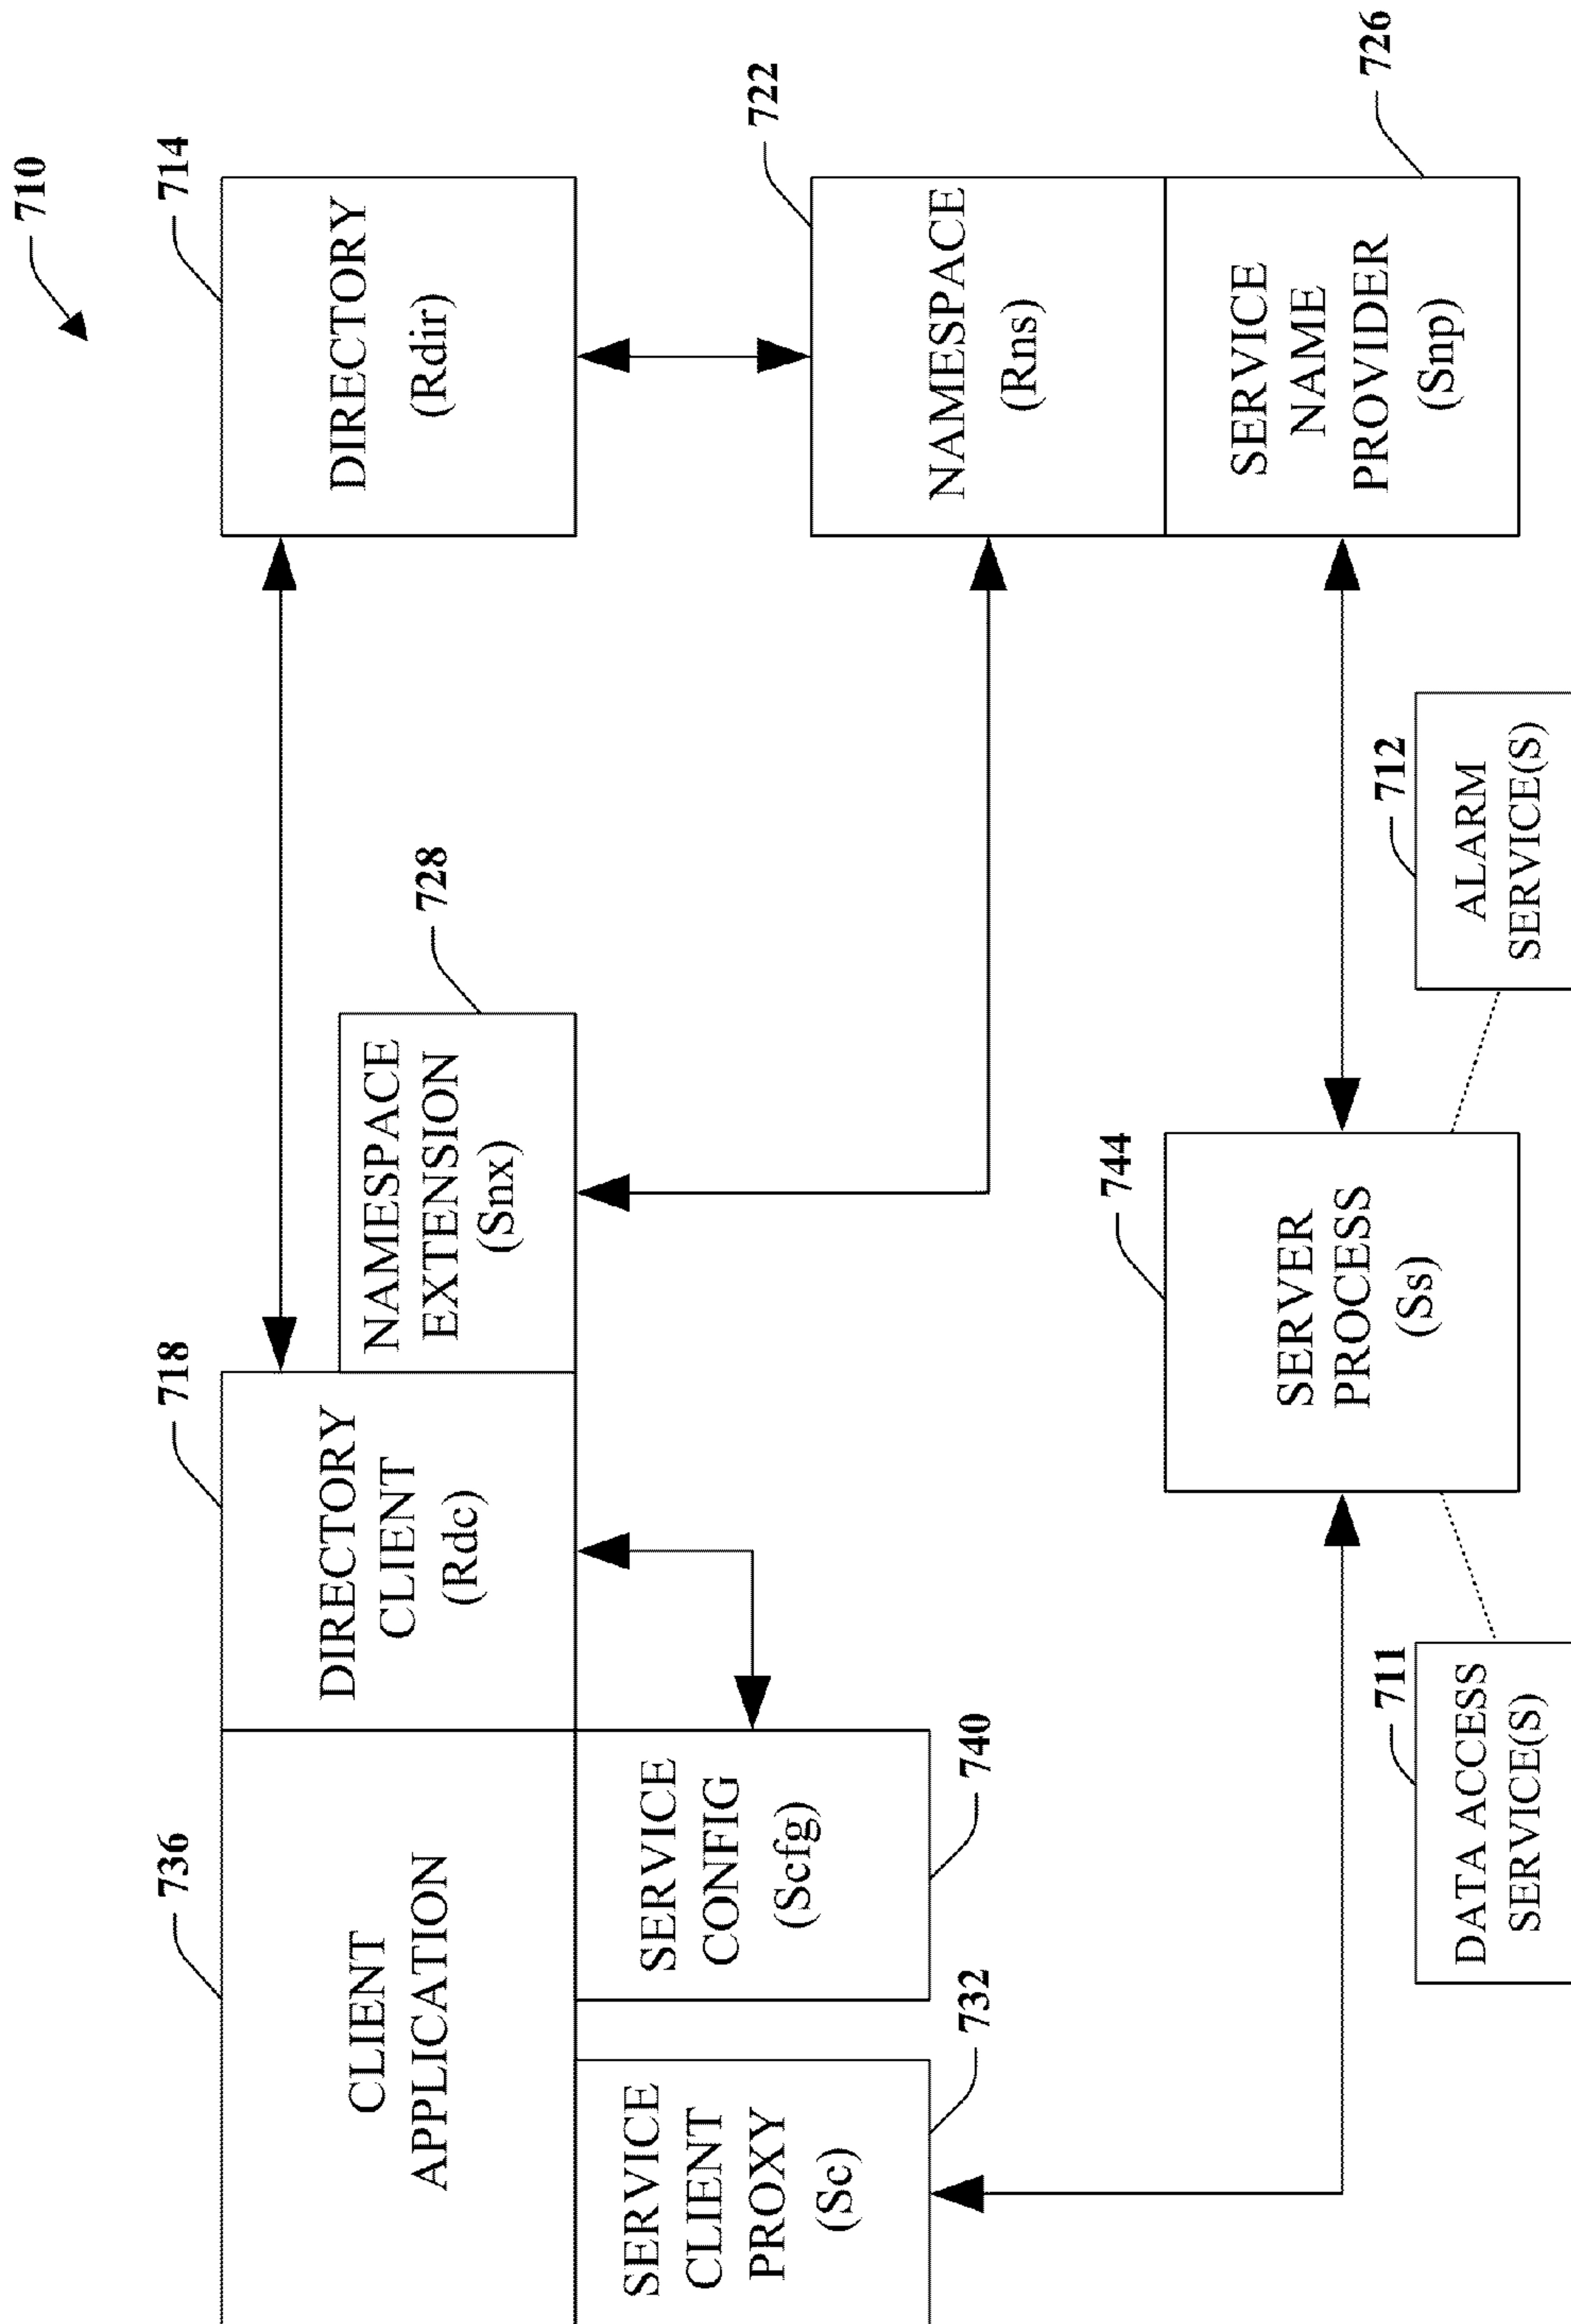 710
736
CLIENT
APPLICATION
718
DIRECTORY
CLIENT
(Rdc)
728
NAMESPACE
EXTENSION
(Snx)
714
DIRECTORY
(Rdir)
SERVICE
CLIENT
PROXY
(Sc)
732
SERVICE
CONFIG
(Scfg)
740
722
NAMESPACE
(Rns)
SERVICE
NAME
PROVIDER
(Snp)
726
744
SERVER
PROCESS
(Ss)
711
DATA ACCESS
SERVICE(S)
712
ALARM
SERVICE(S)